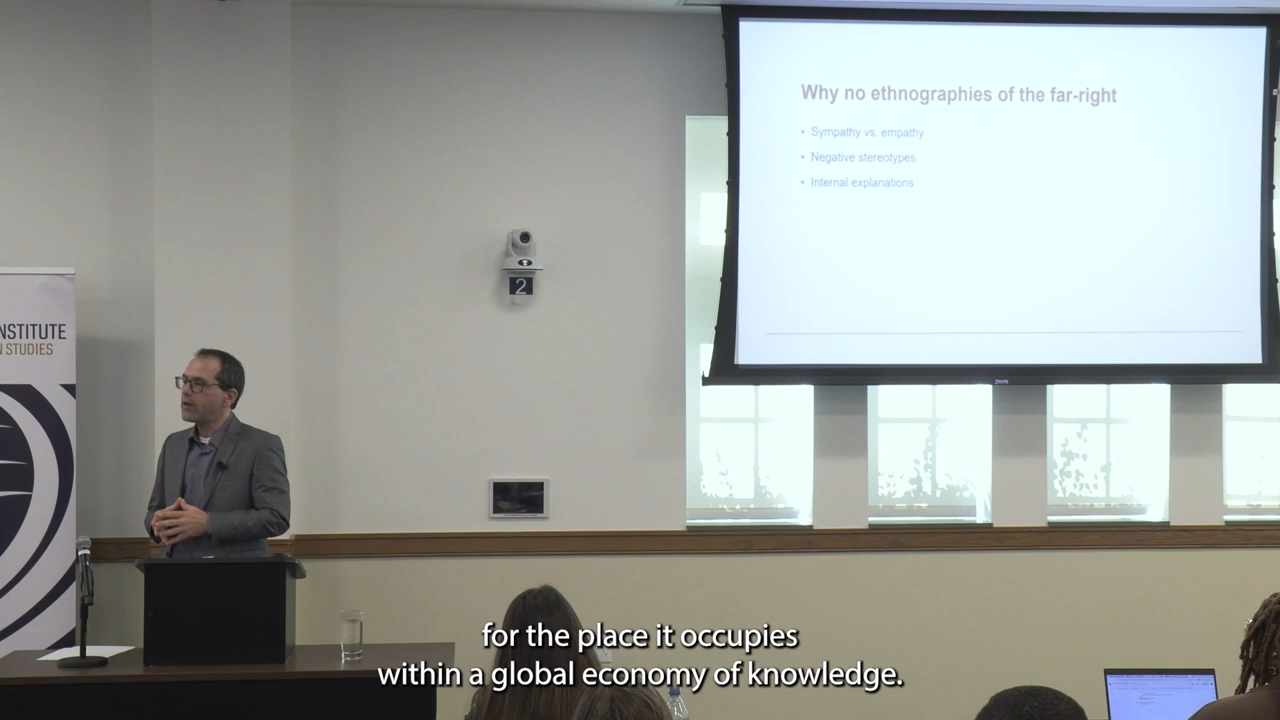 Why no ethnographies of the far-right
• Sympathy vs. empathy
• Negative stereotypes
• Internal explanations
2
NSTITUTE
N STUDIES
for the place it occupies
within a global economy of knowledge.